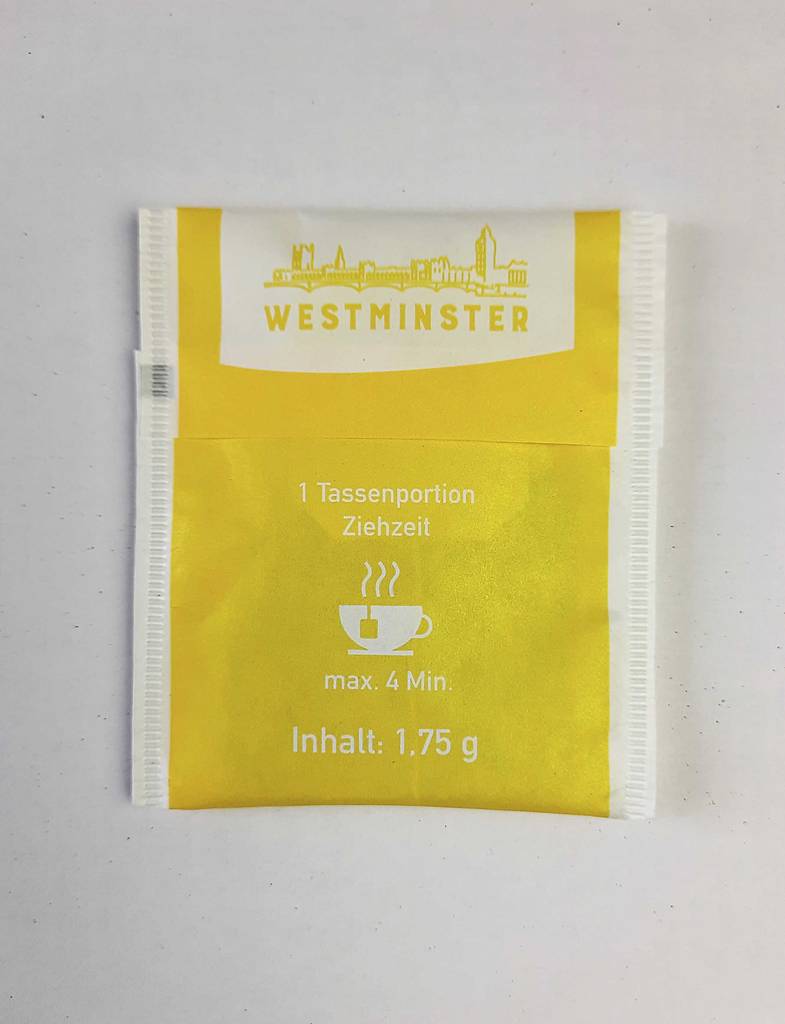 WESTMINSTER
1 Tassenportion
Ziehzeit
max. 4 Min.
Inhalt: 1,75 g